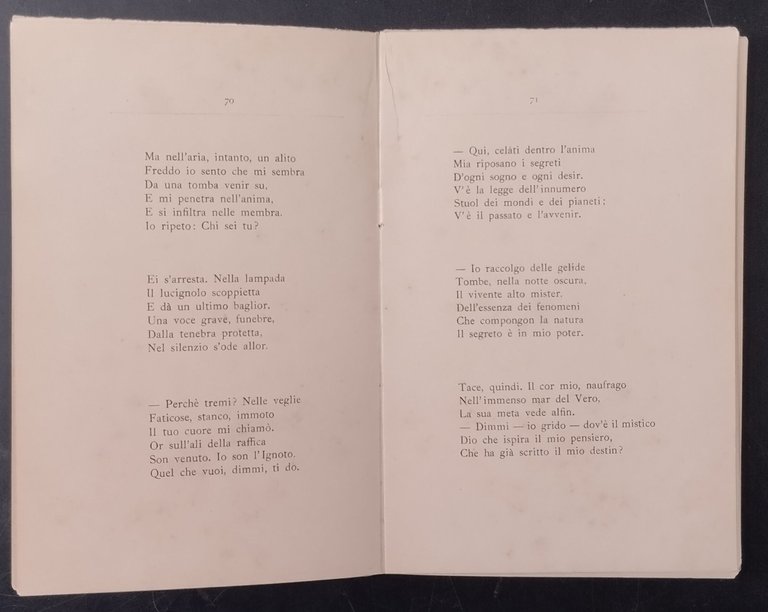 70
Ma nell'aria, intanto, un alito
Freddo io sento che mi sembra
Da una tomba venir su,
E mi penetra nell'anima,
E si infiltra nelle membra.
Io ripeto: Chi sei tu?
Ei s'arresta. Nella lampada
Il lucignolo scoppietta
E dà un ultimo baglior.
Una voce grave, funebre,
Dalla tenebra protetta,
Nel silenzio s'ode allor.
— Perchè tremi? Nelle veglie
Faticose, stanco, immoto
Il tuo cuore mi chiamò.
Or sull'ali della raffica
Son venuto. Io son l'Ignoto.
Quel che vuoi, dimmi, ti do.
71
— Qui, celàti dentro l'anima
Mia riposano i segreti
D'ogni sogno e ogni desir.
V'è la legge dell'innumero
Stuol dei mondi e dei pianeti;
V'è il passato e l'avvenir.
— Io raccolgo delle gelide
Tombe, nella notte oscura,
Il vivente alto mister.
Dell'essenza dei fenomeni
Che compongon la natura
Il segreto è in mio poter.
Tace, quindi. Il cor mio, naufrago
Nell'immenso mar del Vero,
La sua meta vede alfin.
— Dimmi — io grido — dov'è il mistico
Dio che ispira il mio pensiero,
Che ha già scritto il mio destin?